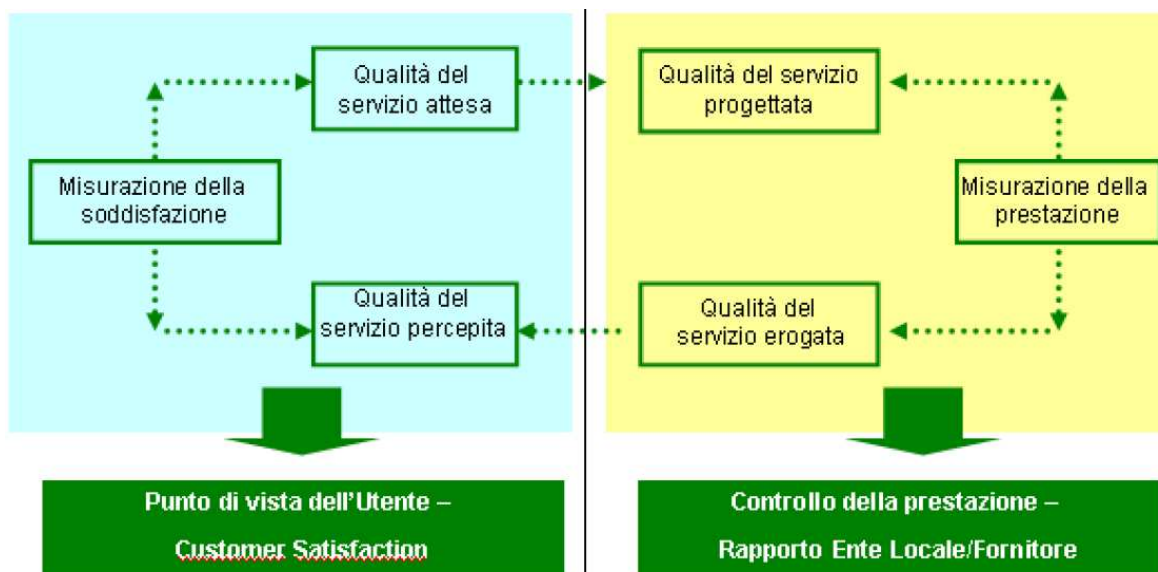 Qualità del
servizio attesa
Qualità del servizio
progettata
Misurazione della
soddisfazione
Misurazione della
prestazione
Qualità del
servizio percepita
Qualità del
servizio erogata
Punto di vista dell'Utente –
Customer Satisfaction
Controllo della prestazione –
Rapporto Ente Locale/Fornitore